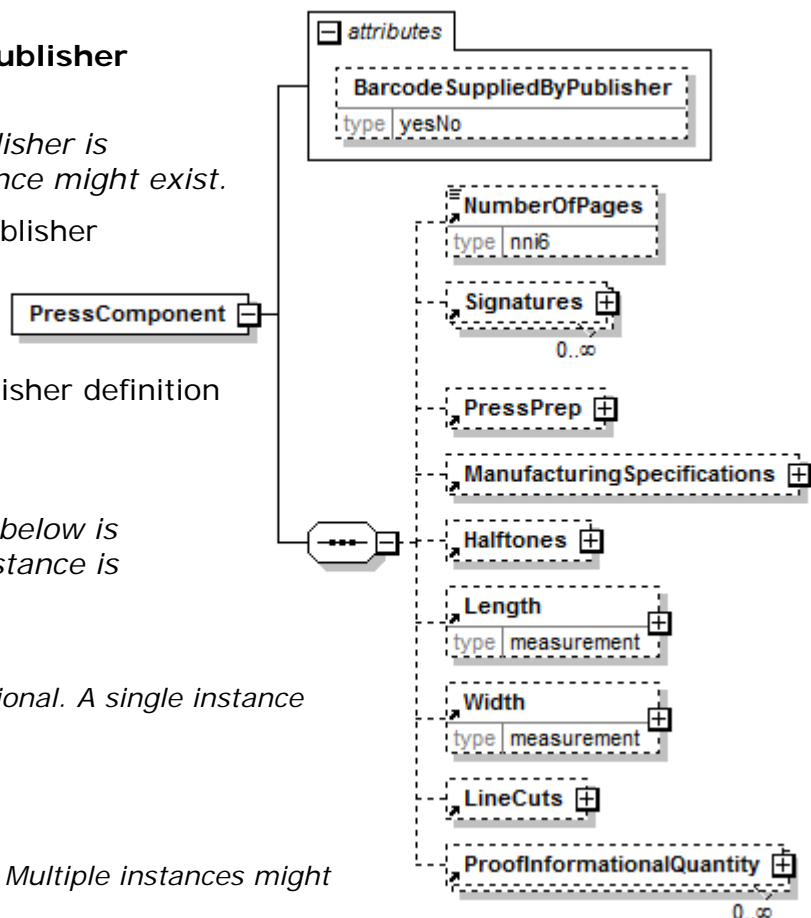 ublisher
lisher is
nce might exist.
blisher
isher definition
below is
stance is
ional. A single instance
Multiple instances might
PressComponent
attributes
BarcodeSuppliedByPublisher
type yesNo
NumberOfPages
type nni6
Signatures
0..∞
PressPrep
ManufacturingSpecifications
Halftones
Length
type measurement
Width
type measurement
LineCuts
ProofInformationalQuantity
0..∞